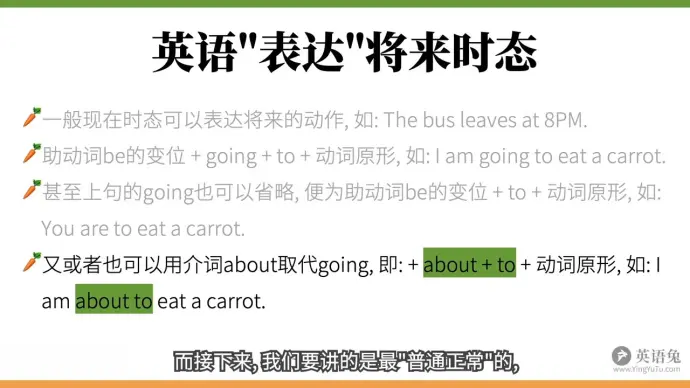 英语"表达"将来时态
一般现在时态可以表达将来的动作, 如: The bus leaves at 8PM.
助动词be的变位 + going + to + 动词原形, 如: I am going to eat a carrot.
甚至上句的going也可以省略, 便为助动词be的变位 + to + 动词原形, 如:
You are to eat a carrot.
又或者也可以用介词about取代going, 即: + about + to + 动词原形, 如: I
am about to eat a carrot.
而接下来, 我们要讲的是最"普通正常"的,
英语兔
www.YingYuTu.com